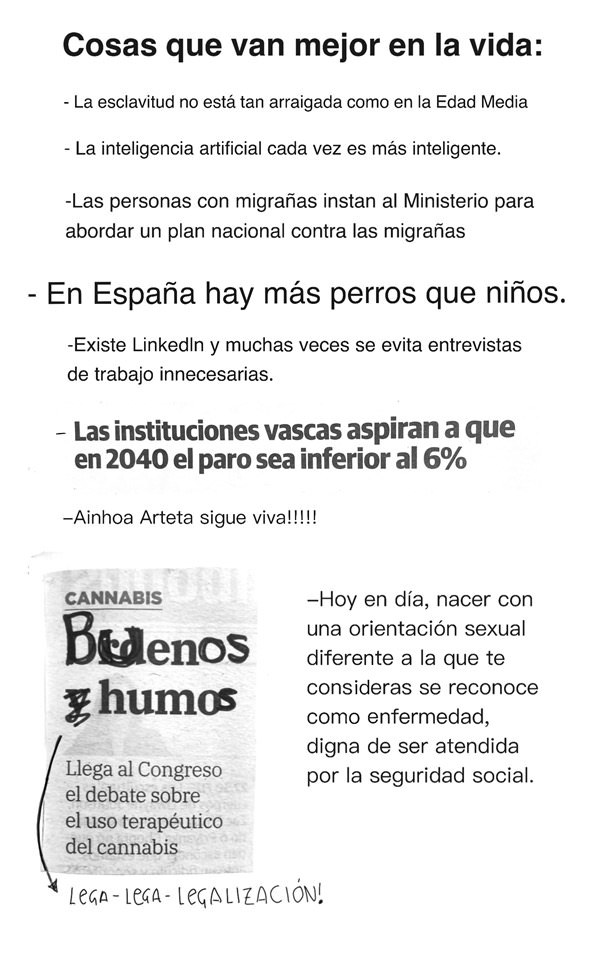 Cosas que van mejor en la vida:
- La esclavitud no está tan arraigada como en la Edad Media
- La inteligencia artificial cada vez es más inteligente.
-Las personas con migrañas instan al Ministerio para
abordar un plan nacional contra las migrañas
- En España hay más perros que niños.
-Existe LinkedIn y muchas veces se evita entrevistas
de trabajo innecesarias.
- Las instituciones vascas aspiran a que
en 2040 el paro sea inferior al 6%
–Ainhoa Arteta sigue viva!!!!!
CANNABIS
Buenos
humos
Llega al Congreso
el debate sobre
el uso terapéutico
del cannabis
LEGA-LEGA-LEGALIZACIÓN!
–Hoy en día, nacer con
una orientación sexual
diferente a la que te
consideras se reconoce
como enfermedad,
digna de ser atendida
por la seguridad social.